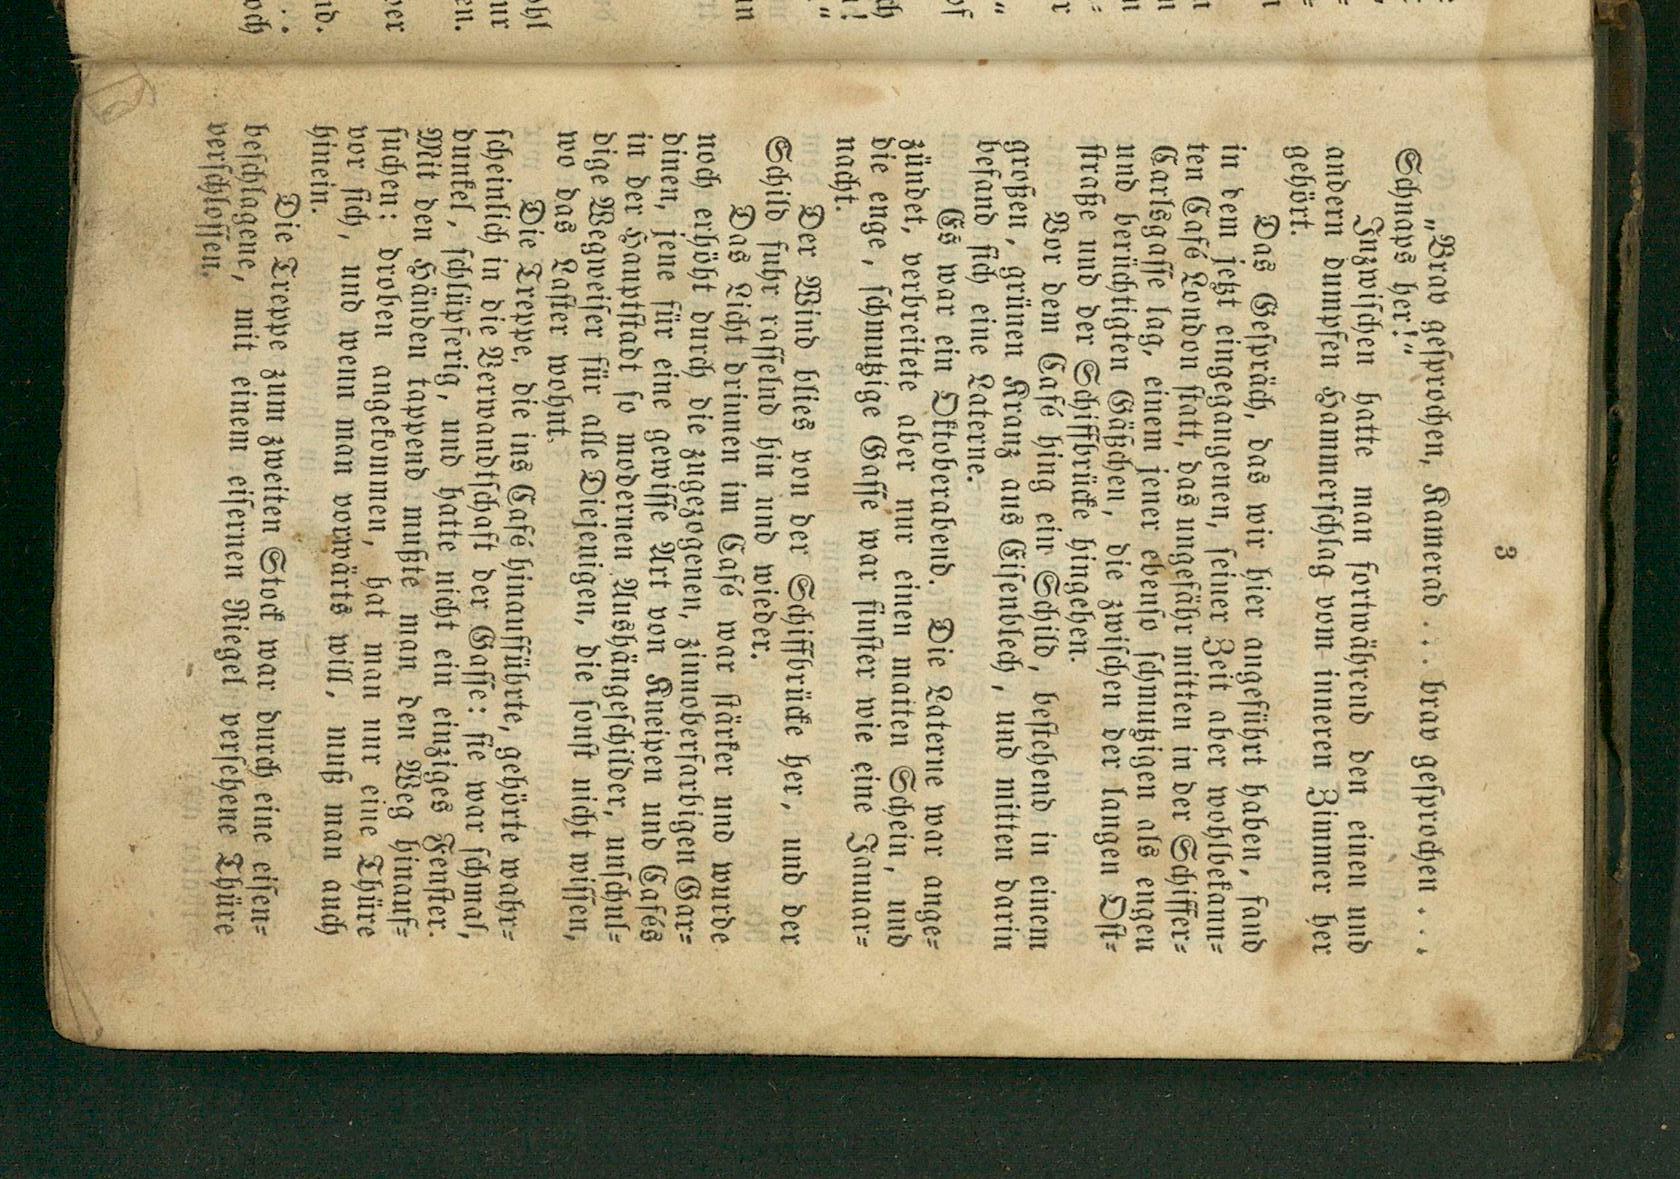 3
„Brav gesprochen, Kamerad . . . brav gesprochen . . .
Schnaps her!“
Inzwischen hatte man fortwährend den einen und
andern dumpfen Hammerschlag vom inneren Zimmer her
gehört.
Das Gespräch, das wir hier angeführt haben, fand
in dem jetzt eingegangenen, seiner Zeit aber wohlbekann-
ten Café London statt, das ungefähr mitten in der Schiffer-
Carlsgasse lag, einem jener ebenso schmutzigen als engen
und berüchtigten Gäßchen, die zwischen der langen Ost-
straße und der Schiffbrücke hingehen.
Vor dem Café hing ein Schild, bestehend in einem
großen, grünen Kranz aus Eisenblech, und mitten darin
befand sich eine Laterne.
Es war ein Oktoberabend. Die Laterne war ange-
zündet, verbreitete aber nur einen matten Schein, und
die enge, schmutzige Gasse war finster wie eine Januar-
nacht.
Der Wind blies von der Schiffbrücke her, und der
Schild fuhr rasselnd hin und wieder.
Das Licht drinnen im Café war stärker und wurde
noch erhöht durch die zugezogenen, zinnoberfarbigen Gar-
dinen, jene für eine gewisse Art von Kneipen und Cafés
in der Hauptstadt so modernen Aushängeschilder, unschul-
dige Wegweiser für alle Diejenigen, die sonst nicht wissen,
wo das Laster wohnt.
Die Treppe, die ins Café hinaufführte, gehörte wahr-
scheinlich in die Verwandtschaft der Gasse: sie war schmal,
dunkel, schlüpferig, und hatte nicht ein einziges Fenster.
Mit den Händen tappend mußte man den Weg hinauf-
suchen: droben angekommen, hat man nur eine Thüre
vor sich, und wenn man vorwärts will, muß man auch
hinein.
Die Treppe zum zweiten Stock war durch eine eisen-
beschlagene, mit einem eisernen Riegel versehene Thüre
verschlossen.